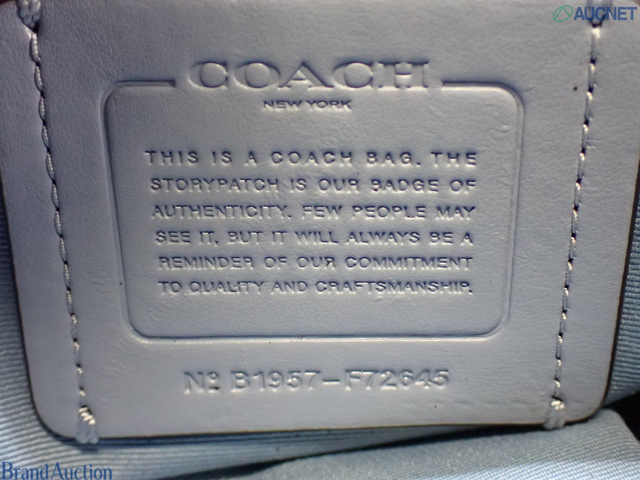 AUCNET
COACH
NEW YORK
THIS IS A COACH BAG. THE
STORYPATCH IS OUR BADGE OF
AUTHENTICITY. FEW PEOPLE MAY
SEE IT, BUT IT WILL ALWAYS BE A
REMINDER OF OUR COMMITMENT
TO QUALITY AND CRAFTSMANSHIP.
Nº B1957-F72645
Brand Auction